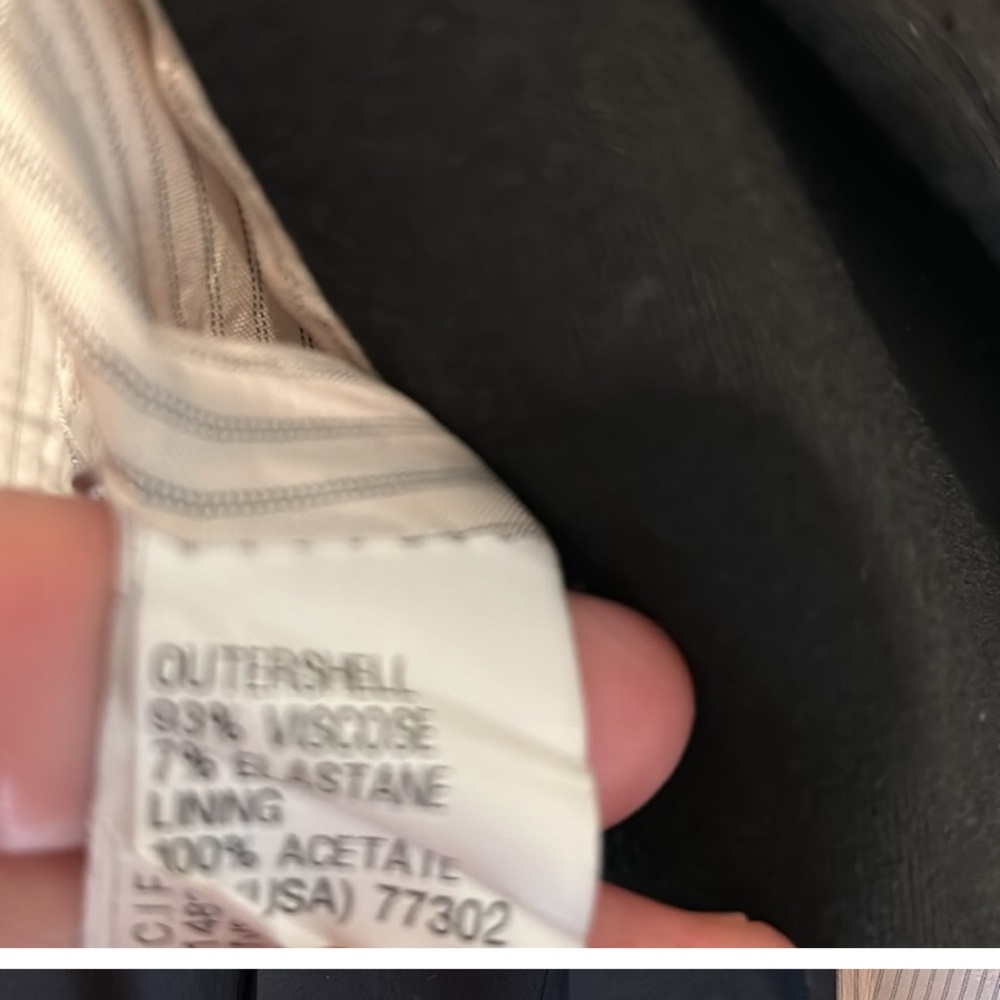 OUTERSHELL
93% VISCOSE
7% ELASTANE
LINING
100% ACETATE
(USA) 77302